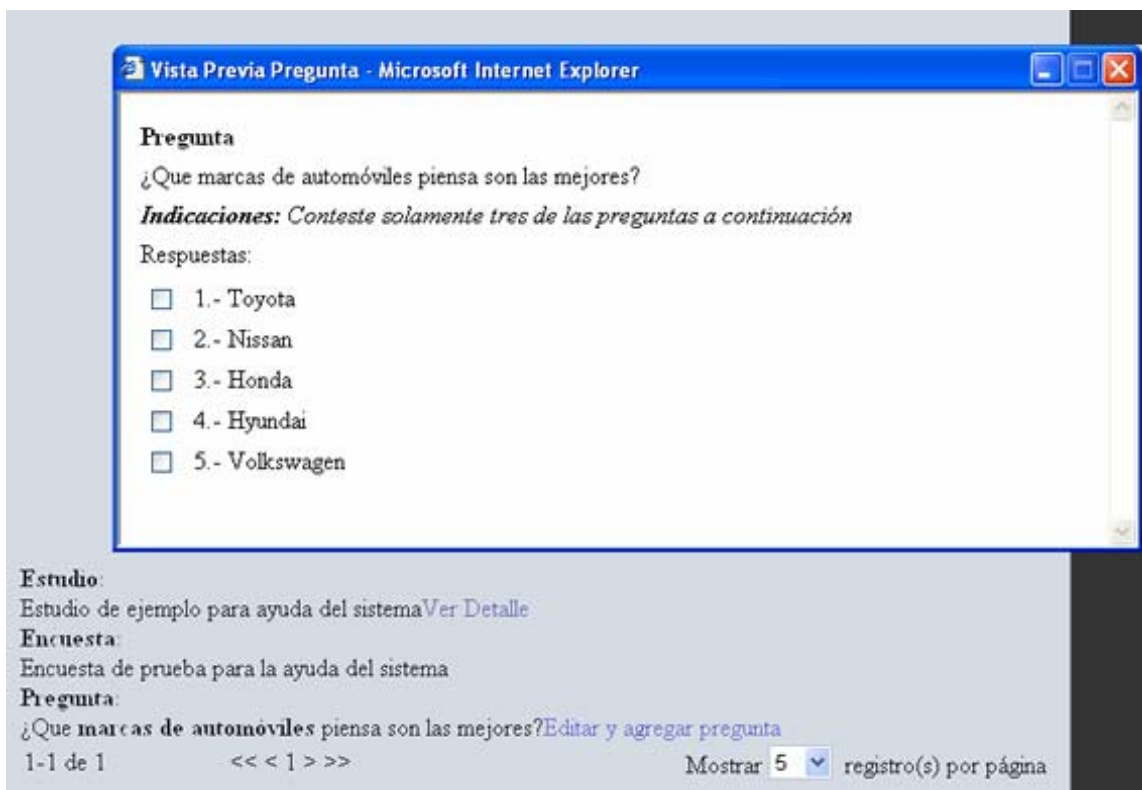 Vista Previa Pregunta - Microsoft Internet Explorer
Pregunta
¿Que marcas de automóviles piensa son las mejores?
Indicaciones: Conteste solamente tres de las preguntas a continuación
Respuestas:
1.- Toyota
2.- Nissan
3.- Honda
4.- Hyundai
5.- Volkswagen
Estudio:
Estudio de ejemplo para ayuda del sistemaVer Detalle
Encuesta:
Encuesta de prueba para la ayuda del sistema
Pregunta:
¿Que marcas de automóviles piensa son las mejores?Editar y agregar pregunta
1-1 de 1 << < 1 > >> Mostrar 5 registro(s) por página